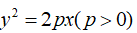 y² = 2px(p > 0)